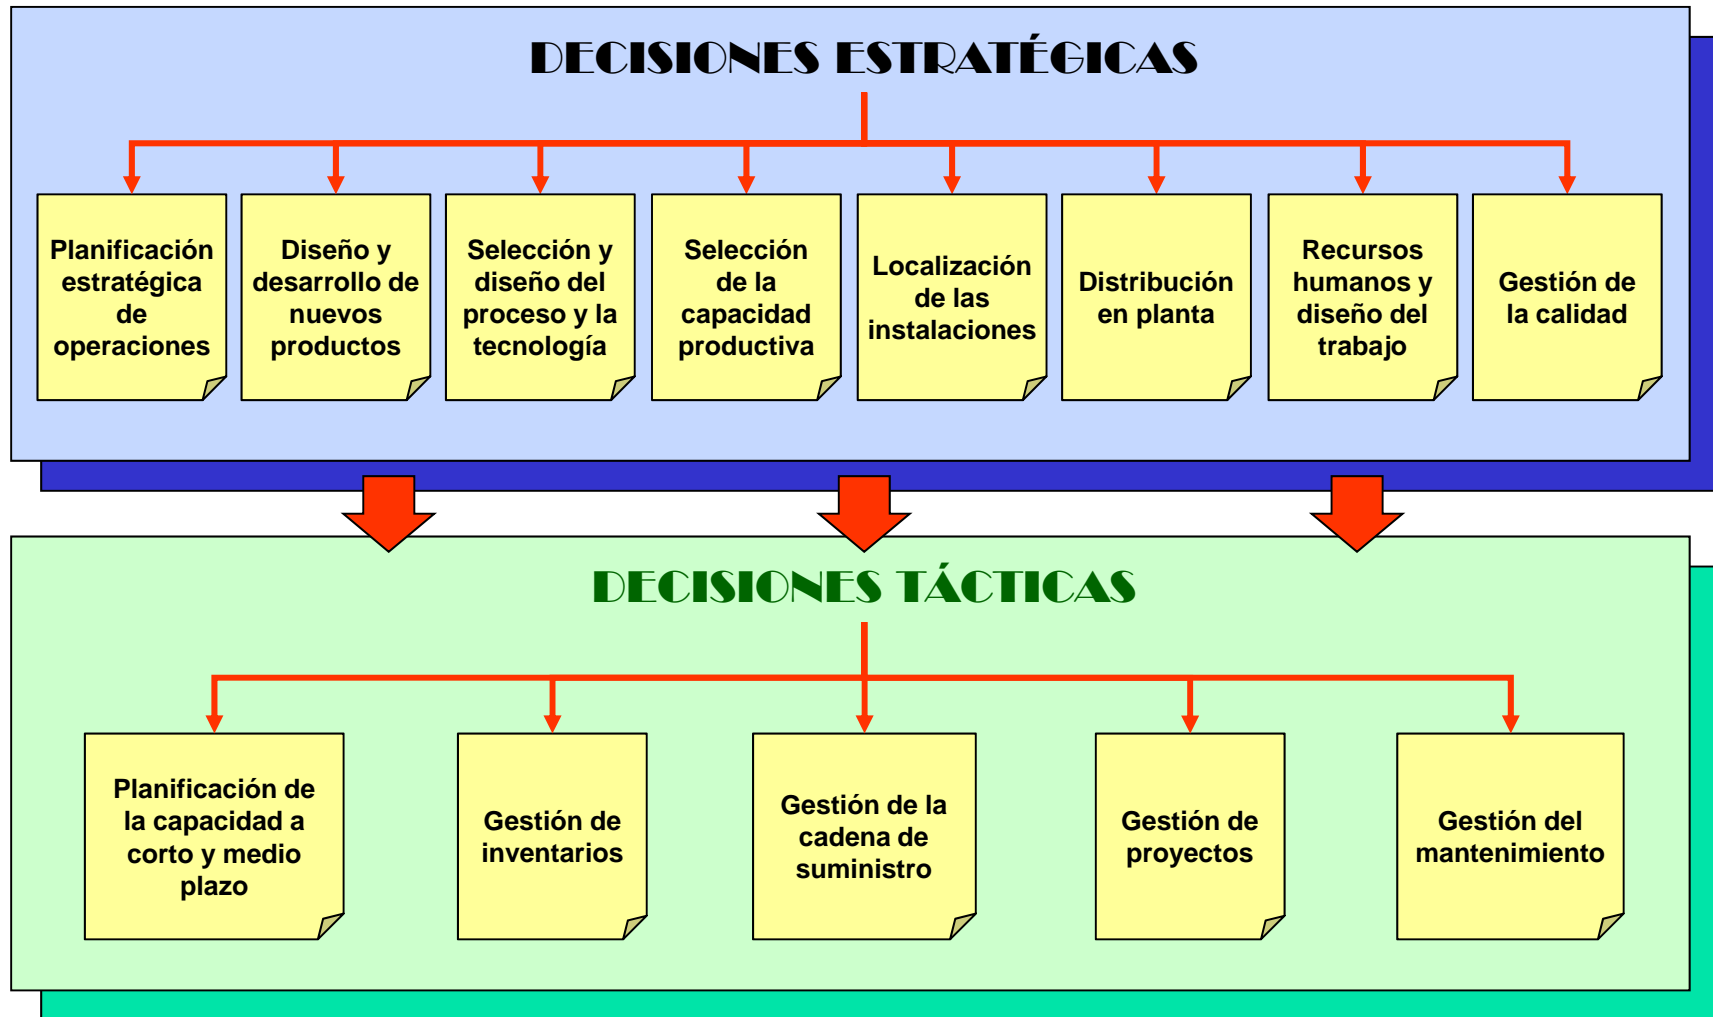 DECISIONES ESTRATÉGICAS
Planificación
estratégica
de
operaciones
Diseño y
desarrollo de
nuevos
productos
Selección y
diseño del
proceso y la
tecnología
Selección
de la
capacidad
productiva
Localización
de las
instalaciones
Distribución
en planta
Recursos
humanos y
diseño del
trabajo
Gestión de
la calidad
DECISIONES TÁCTICAS
Planificación de
la capacidad a
corto y medio
plazo
Gestión de
inventarios
Gestión de la
cadena de
suministro
Gestión de
proyectos
Gestión del
mantenimiento